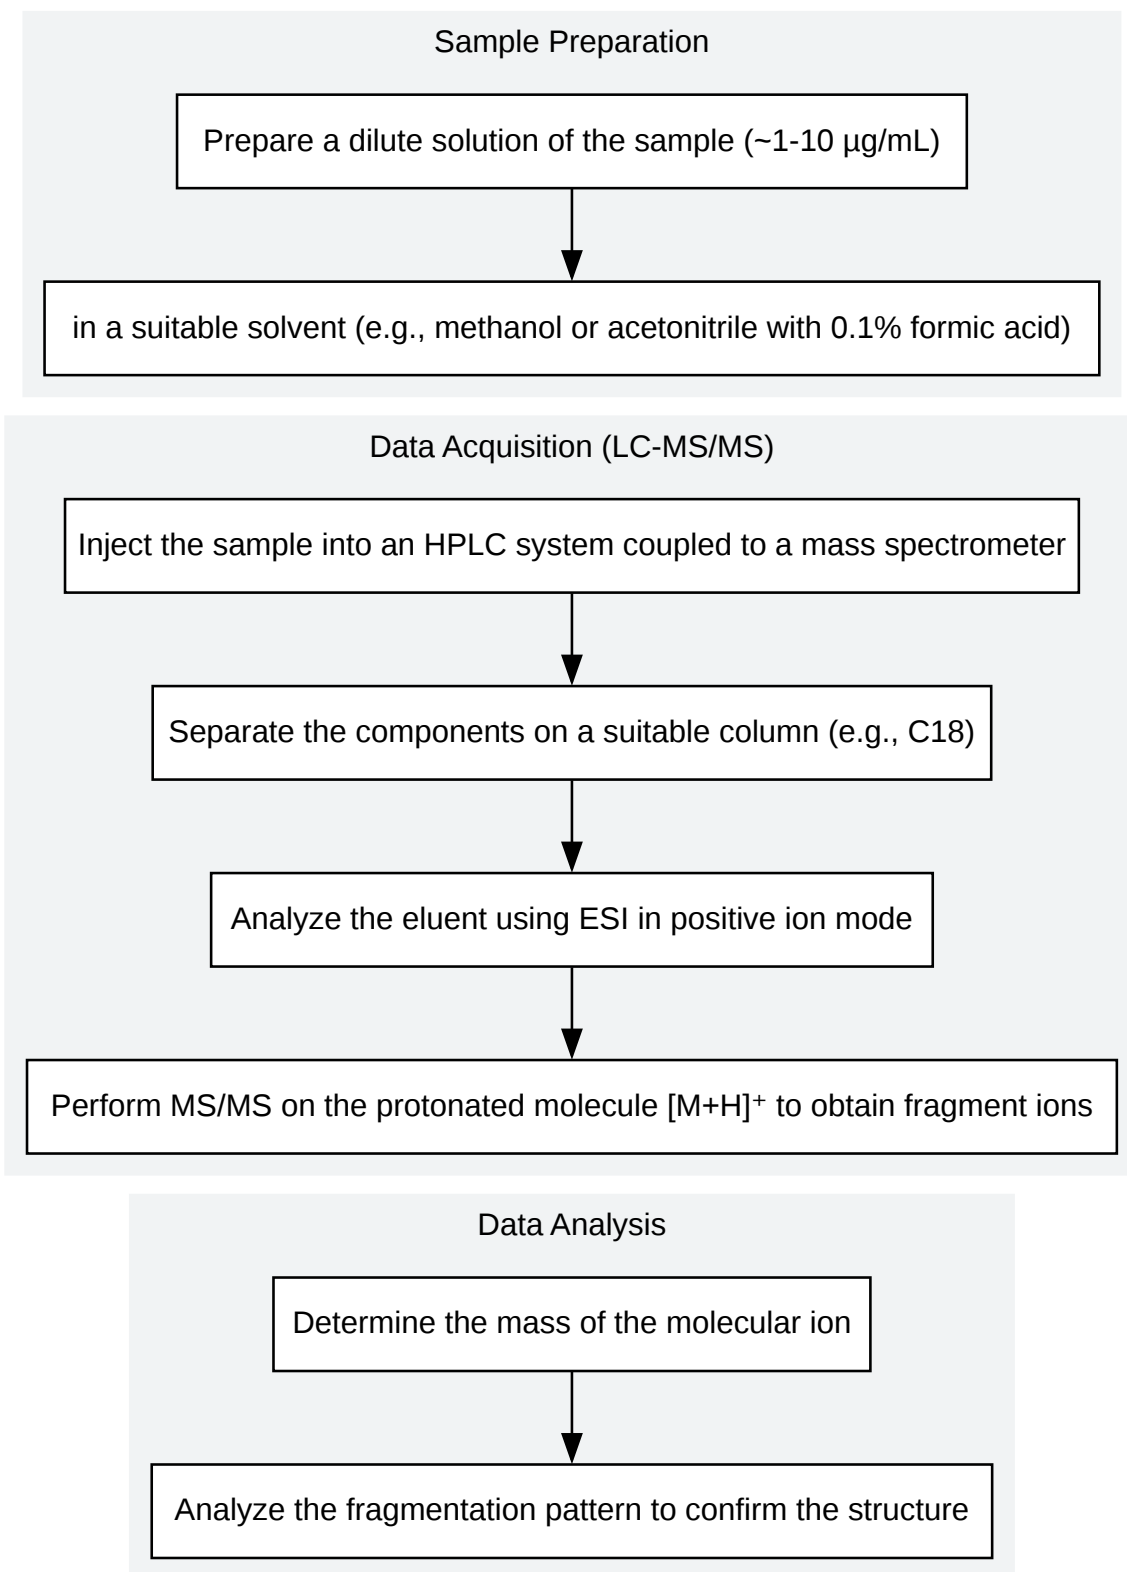 Sample Preparation
Prepare a dilute solution of the sample (~1-10 µg/mL)
in a suitable solvent (e.g., methanol or acetonitrile with 0.1% formic acid)
Data Acquisition (LC-MS/MS)
Inject the sample into an HPLC system coupled to a mass spectrometer
Separate the components on a suitable column (e.g., C18)
Analyze the eluent using ESI in positive ion mode
Perform MS/MS on the protonated molecule [M+H]⁺ to obtain fragment ions
Data Analysis
Determine the mass of the molecular ion
Analyze the fragmentation pattern to confirm the structure